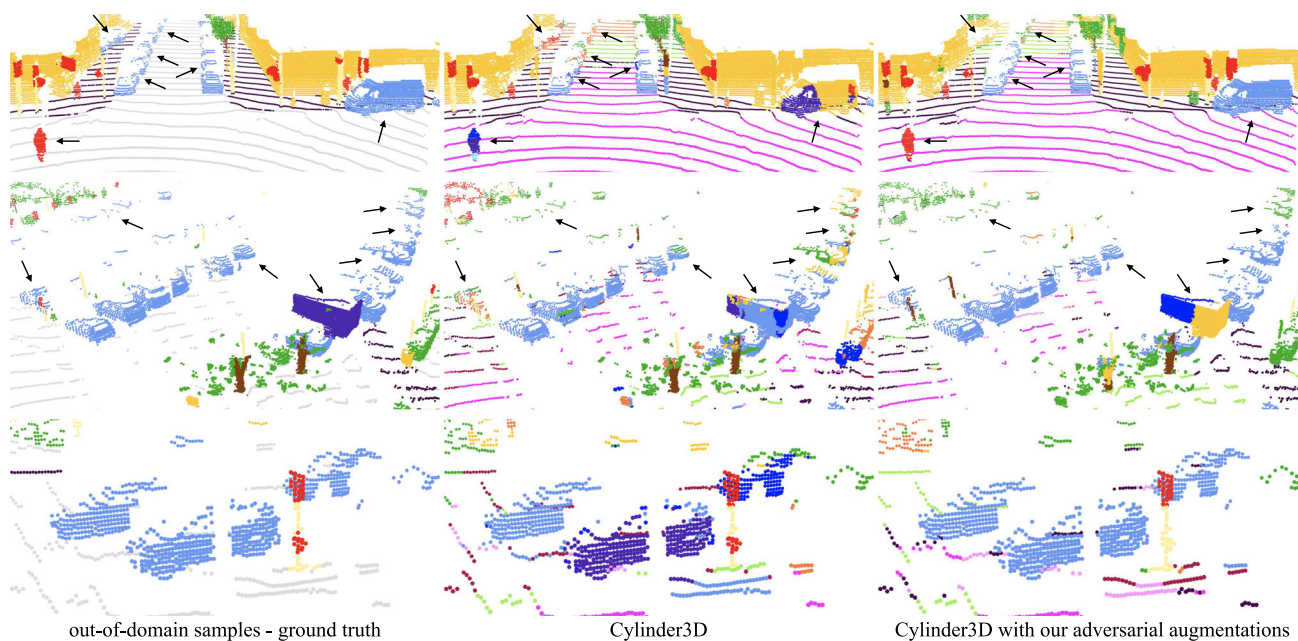 out-of-domain samples - ground truth
Cylinder3D
Cylinder3D with our adversarial augmentations